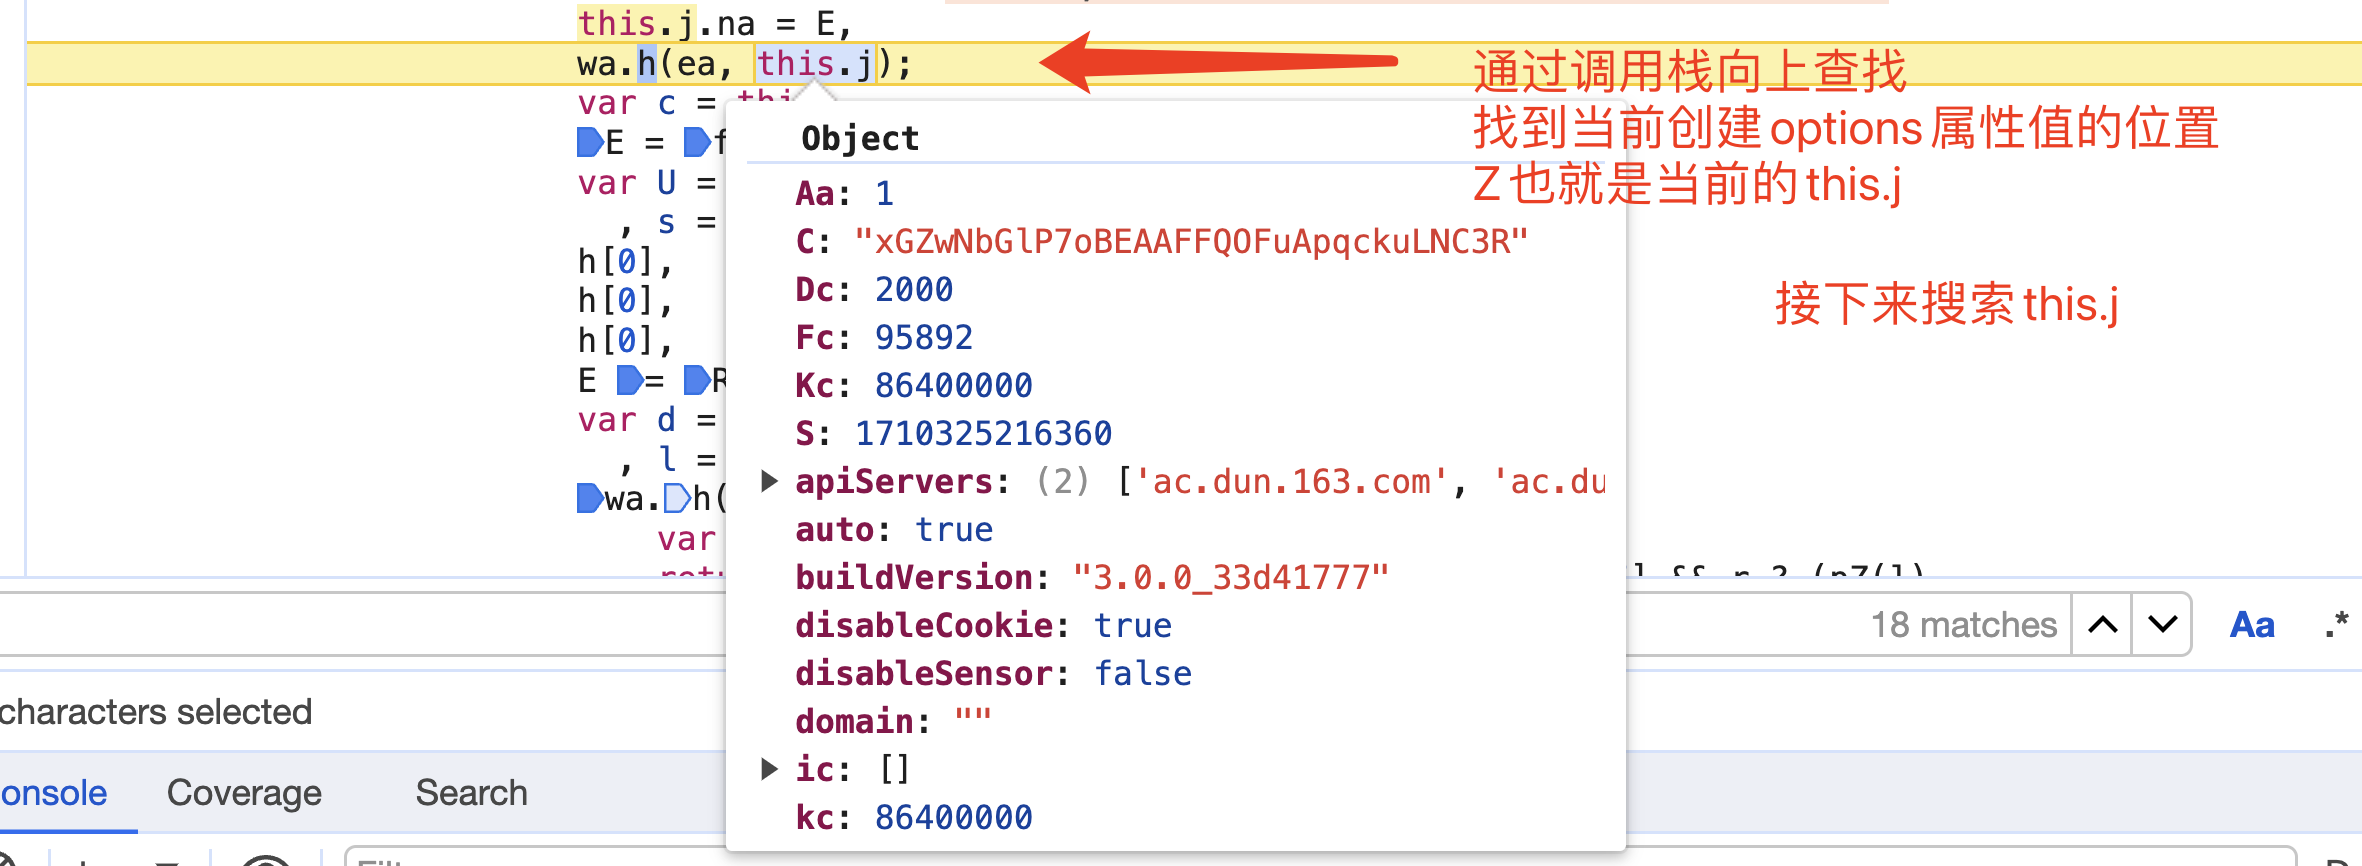 this.j.na = E,
wa.h(ea, this.j);
通过调用栈向上查找
找到当前创建options属性值的位置
Z也就是当前的this.j
接下来搜索this.j
var c = thi
E = f
var U =
, s =
h[0],
h[0],
h[0],
E = R
var d =
, l =
wa.h(
var
Object
Aa: 1
C: "xGZwNbGlP7oBEAAFFQOFuApqckuLNC3R"
Dc: 2000
Fc: 95892
Kc: 86400000
S: 1710325216360
▶ apiServers: (2) ['ac.dun.163.com', 'ac.du
auto: true
buildVersion: "3.0.0_33d41777"
disableCookie: true
disableSensor: false
domain: ""
▶ ic: []
kc: 86400000
18 matches
Aa
.*
characters selected
onsole
Coverage
Search